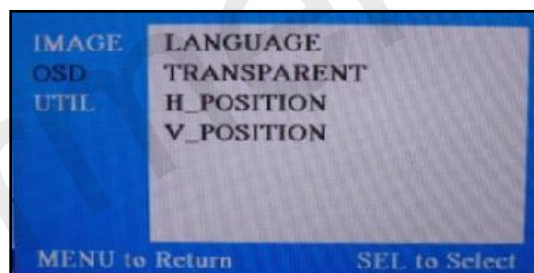 IMAGE LANGUAGE
OSD TRANSPARENT
UTIL H_POSITION
V_POSITION
MENU to Return SEL to Select